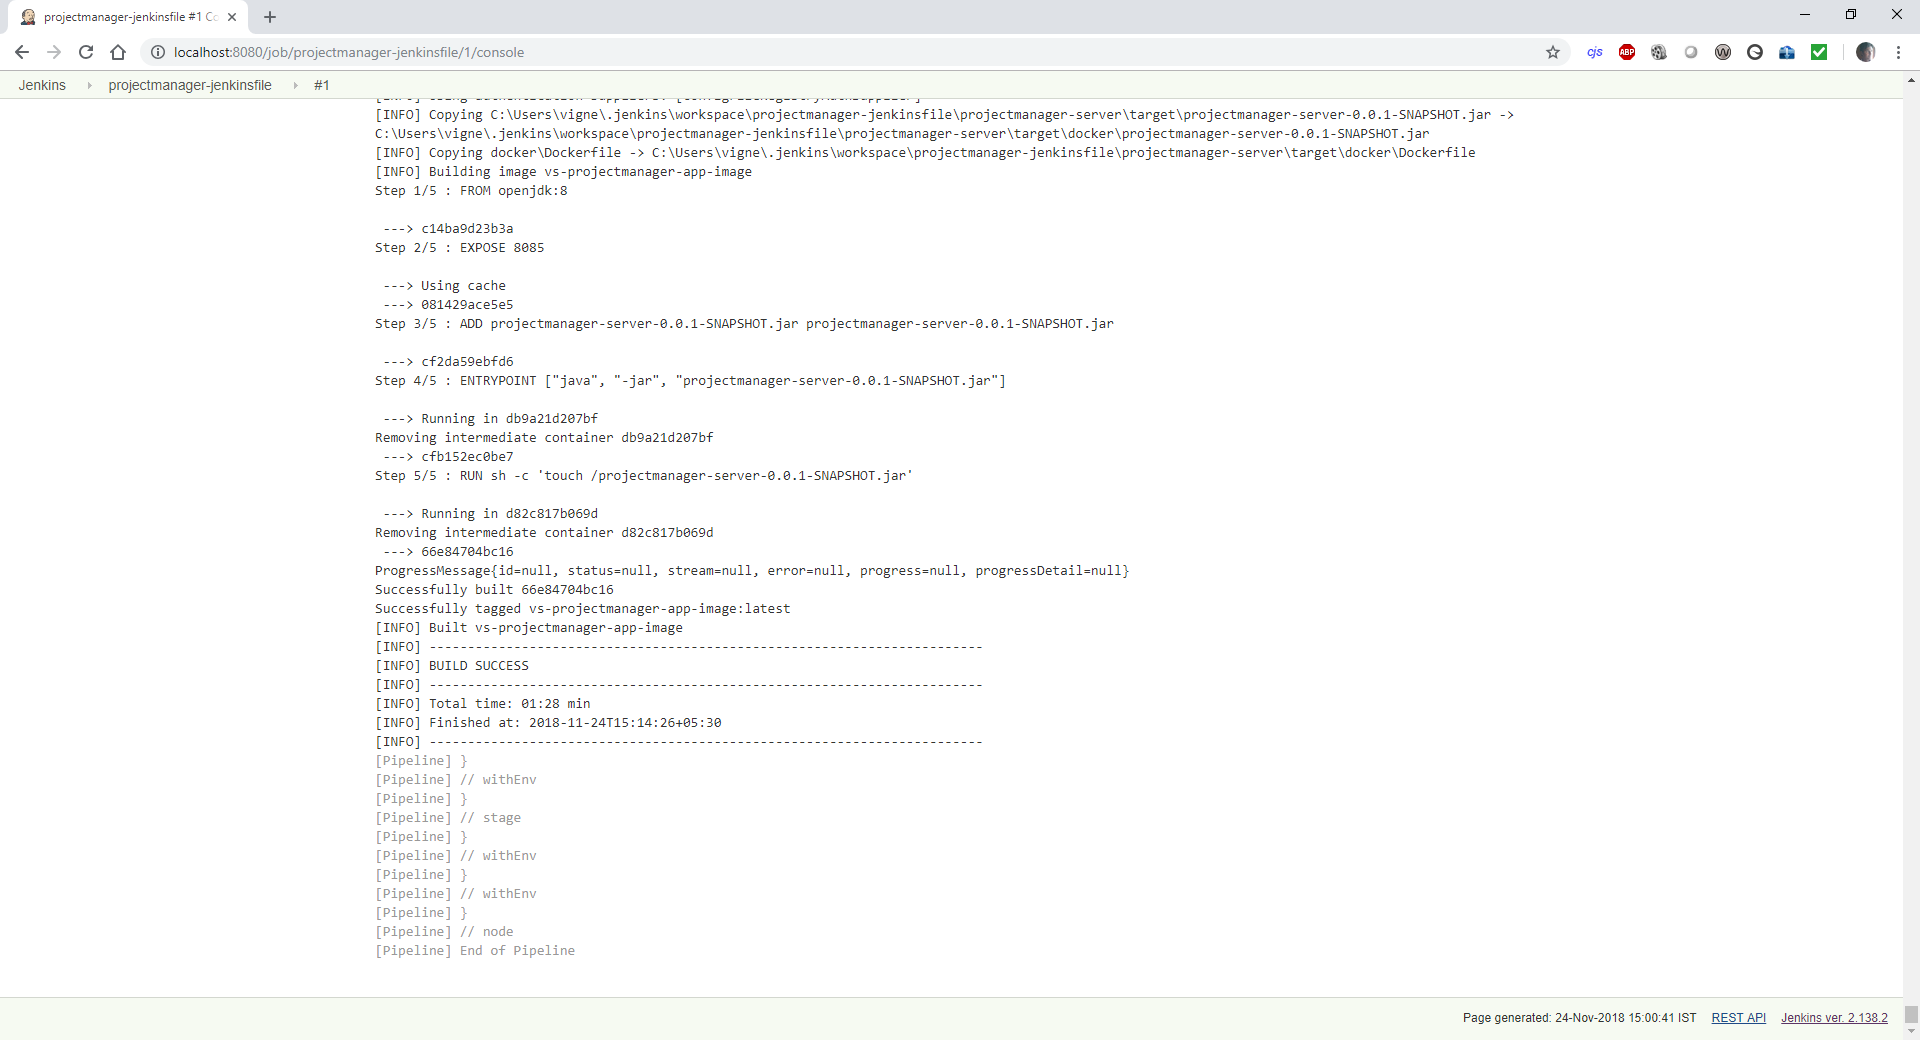 projectmanager-jenkinsfile #1 Co
localhost:8080/job/projectmanager-jenkinsfile/1/console
cjs
ABP
Jenkins
projectmanager-jenkinsfile
#1
[INFO] Copying C:\Users\vigne\.jenkins\workspace\projectmanager-jenkinsfile\projectmanager-server\target\projectmanager-server-0.0.1-SNAPSHOT.jar ->
C:\Users\vigne\.jenkins\workspace\projectmanager-jenkinsfile\projectmanager-server\target\docker\projectmanager-server-0.0.1-SNAPSHOT.jar
[INFO] Copying docker\Dockerfile -> C:\Users\vigne\.jenkins\workspace\projectmanager-jenkinsfile\projectmanager-server\target\docker\Dockerfile
[INFO] Building image vs-projectmanager-app-image
Step 1/5 : FROM openjdk:8
---> c14ba9d23b3a
Step 2/5 : EXPOSE 8085
---> Using cache
---> 081429ace5e5
Step 3/5 : ADD projectmanager-server-0.0.1-SNAPSHOT.jar projectmanager-server-0.0.1-SNAPSHOT.jar
---> cf2da59ebfd6
Step 4/5 : ENTRYPOINT ["java", "-jar", "projectmanager-server-0.0.1-SNAPSHOT.jar"]
---> Running in db9a21d207bf
Removing intermediate container db9a21d207bf
---> cfb152ec0be7
Step 5/5 : RUN sh -c 'touch /projectmanager-server-0.0.1-SNAPSHOT.jar'
---> Running in d82c817b069d
Removing intermediate container d82c817b069d
---> 66e84704bc16
ProgressMessage{id=null, status=null, stream=null, error=null, progress=null, progressDetail=null}
Successfully built 66e84704bc16
Successfully tagged vs-projectmanager-app-image:latest
[INFO] Built vs-projectmanager-app-image
[INFO] ------------------------------------------------------------------------
[INFO] BUILD SUCCESS
[INFO] ------------------------------------------------------------------------
[INFO] Total time: 01:28 min
[INFO] Finished at: 2018-11-24T15:14:26+05:30
[INFO] ------------------------------------------------------------------------
[Pipeline] }
[Pipeline] // withEnv
[Pipeline] }
[Pipeline] // stage
[Pipeline] }
[Pipeline] // withEnv
[Pipeline] }
[Pipeline] // withEnv
[Pipeline] }
[Pipeline] // node
[Pipeline] End of Pipeline
Page generated: 24-Nov-2018 15:00:41 IST
REST API
Jenkins ver. 2.138.2